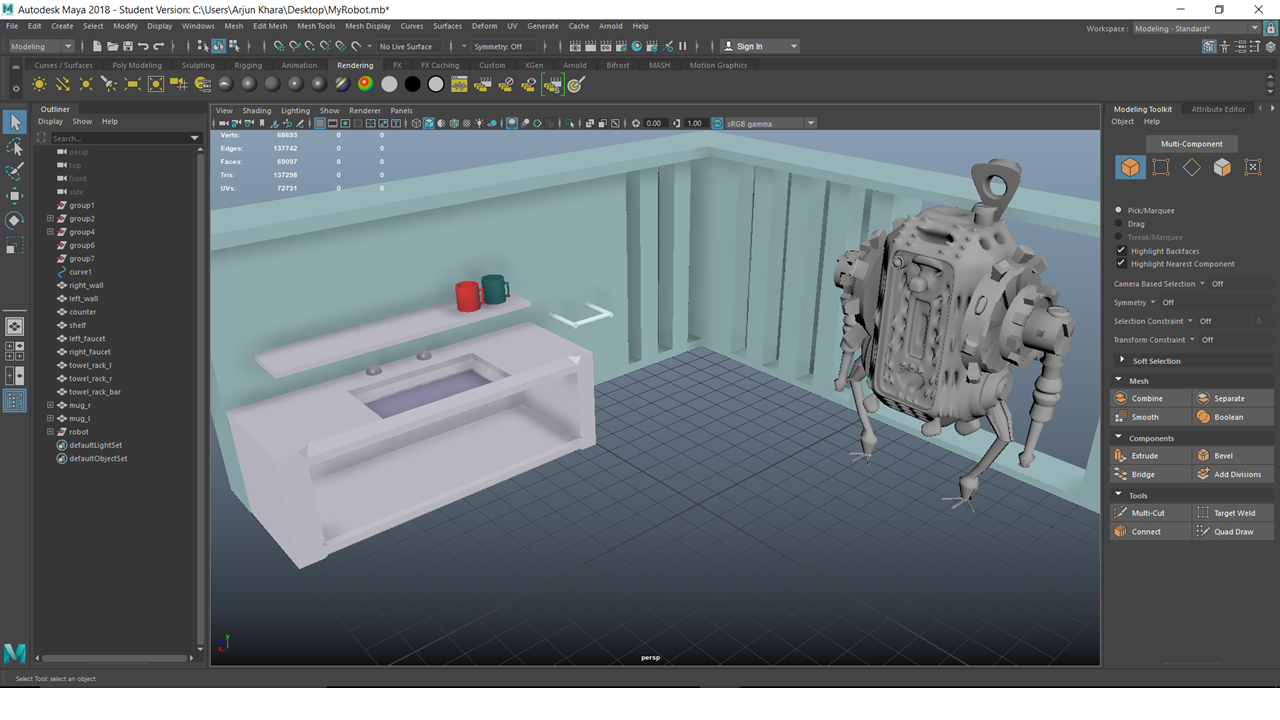 Autodesk Maya 2018 - Student Version: C:\Users\Arjun Khara\Desktop\MyRobot.mb*
File Edit Create Select Modify Display Windows Mesh Edit Mesh Mesh Tools Mesh Display Curves Surfaces Deform UV Generate Cache Arnold Help
Workspace: Modeling - Standard*
Modeling No Live Surface Symmetry: Off Sign In
Curves / Surfaces Poly Modeling Sculpting Rigging Animation Rendering FX FX Caching Custom XGen Arnold Bifrost MASH Motion Graphics
Outliner
Display Show Help
Search...
persp
top
front
side
group1
group2
group4
group6
group7
curve1
right_wall
left_wall
counter
shelf
left_faucet
right_faucet
towel_rack_l
towel_rack_r
towel_rack_bar
mug_r
mug_l
robot
defaultLightSet
defaultObjectSet
View Shading Lighting Show Renderer Panels
0.00 1.00 sRGB gamma
Verts: 68693 0 0
Edges: 137742 0 0
Faces: 69097 0 0
Tris: 137298 0 0
UVs: 72731 0 0
y
x
persp
Modeling Toolkit Attribute Editor
Object Help
Multi-Component
Pick/Marquee
Drag
Tweak/Marquee
Highlight Backfaces
Highlight Nearest Component
Camera Based Selection Off
Symmetry Off
Selection Constraint Off 0
Transform Constraint Off
Soft Selection
Mesh
Combine Separate
Smooth Boolean
Components
Extrude Bevel
Bridge Add Divisions
Tools
Multi-Cut Target Weld
Connect Quad Draw
Select Tool: select an object